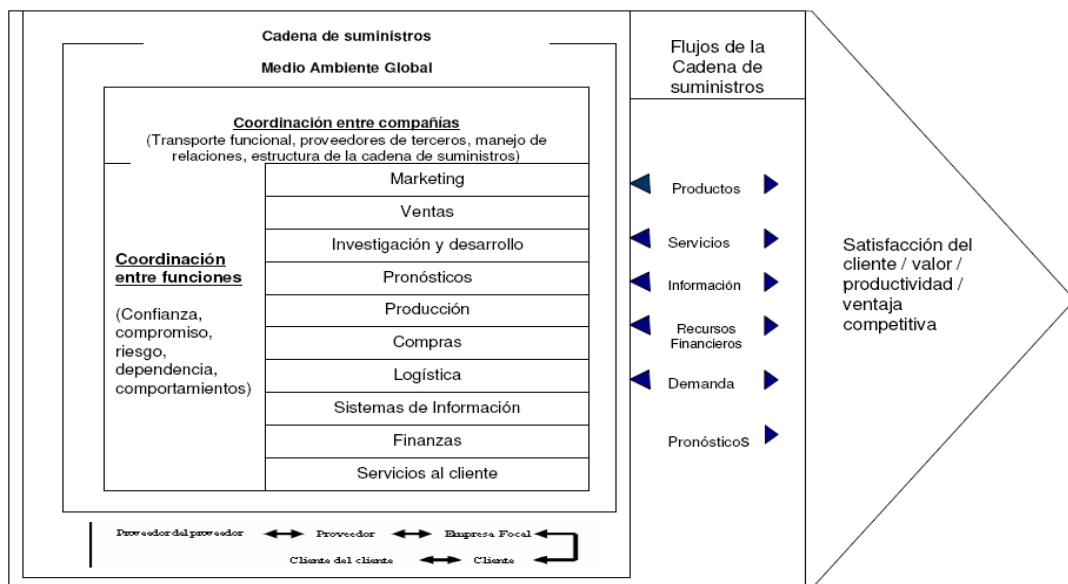 Cadena de suministros
Medio Ambiente Global
Coordinación entre compañías
(Transporte funcional, proveedores de terceros, manejo de
relaciones, estructura de la cadena de suministros)
Coordinación
entre funciones
(Confianza,
compromiso,
riesgo,
dependencia,
comportamientos)
Marketing
Ventas
Investigación y desarrollo
Pronósticos
Producción
Compras
Logística
Sistemas de Información
Finanzas
Servicios al cliente
Proveedor del proveedor
Proveedor
Empresa Focal
Cliente del cliente
Cliente
Flujos de la
Cadena de
suministros
Productos
Servicios
Información
Recursos
Financieros
Demanda
Pronósticos
Satisfacción del
cliente / valor /
productividad /
ventaja
competitiva